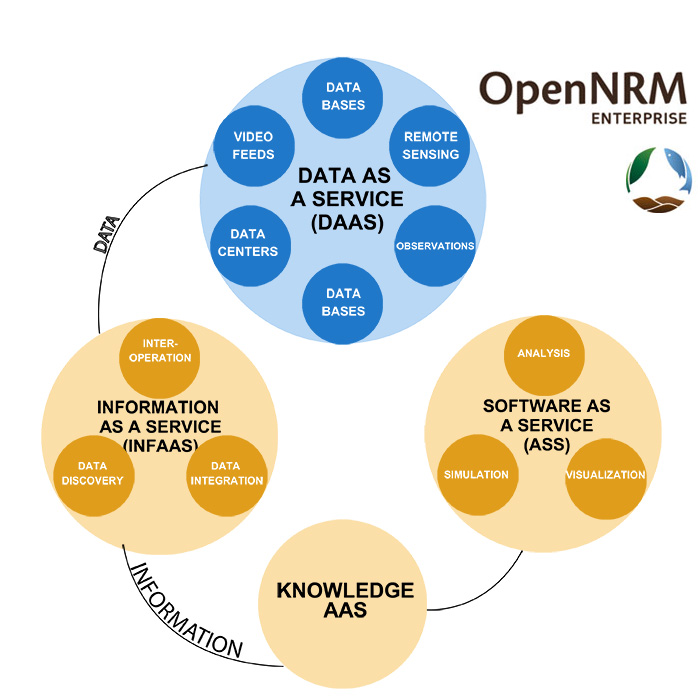 OpenNRM
ENTERPRISE
DATA
BASES
VIDEO
FEEDS
REMOTE
SENSING
DATA AS
A SERVICE
(DAAS)
DATA
CENTERS
OBSERVATIONS
DATA
BASES
DATA
INTER-
OPERATION
INFORMATION
AS A SERVICE
(INFAAS)
DATA
DISCOVERY
DATA
INTEGRATION
ANALYSIS
SOFTWARE AS
A SERVICE
(ASS)
SIMULATION
VISUALIZATION
INFORMATION
KNOWLEDGE
AAS